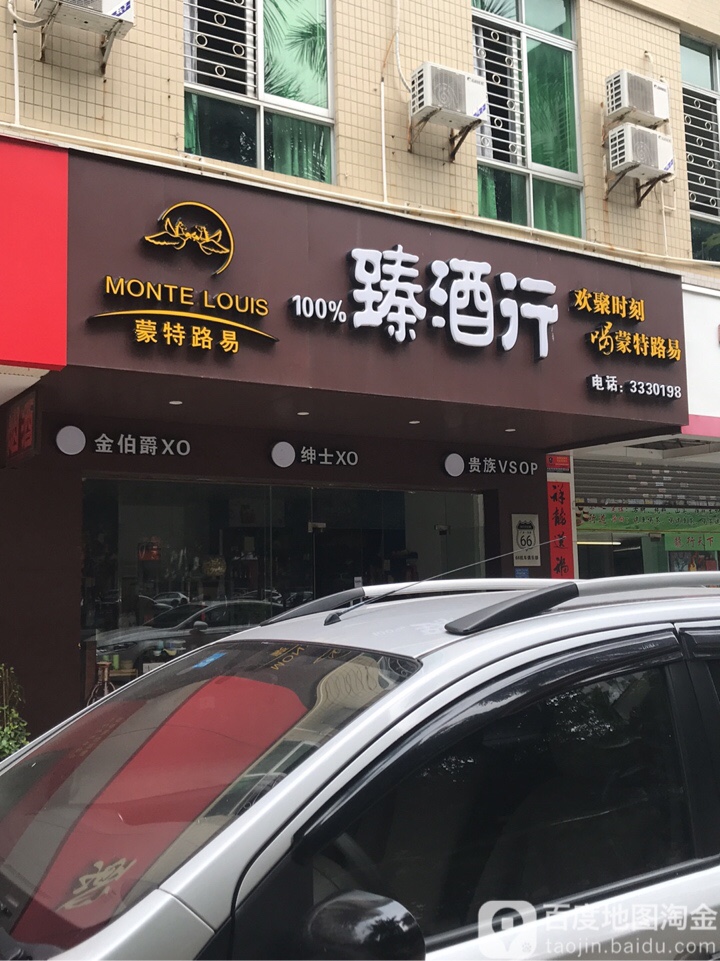 MONTE LOUIS
蒙特路易
100% 臻酒行
欢聚时刻
喝蒙特路易
电话：3330198
金伯爵XO
绅士XO
贵族VSOP
66
百度地图淘金
taojin.baidu.com